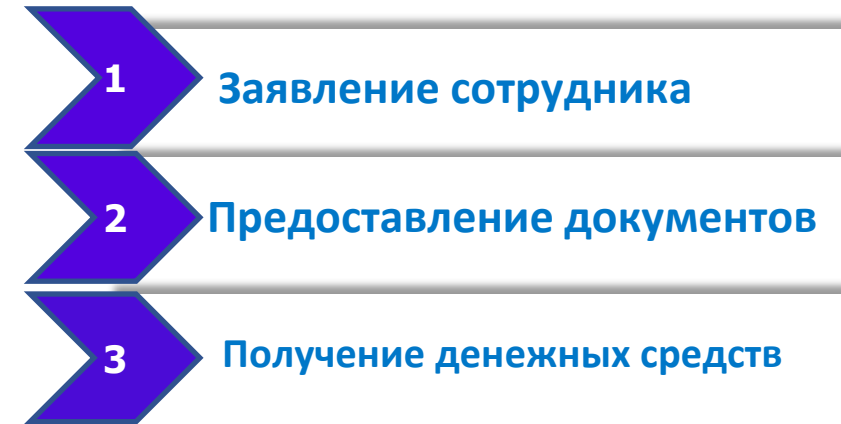 1 Заявление сотрудника
2 Предоставление документов
3 Получение денежных средств